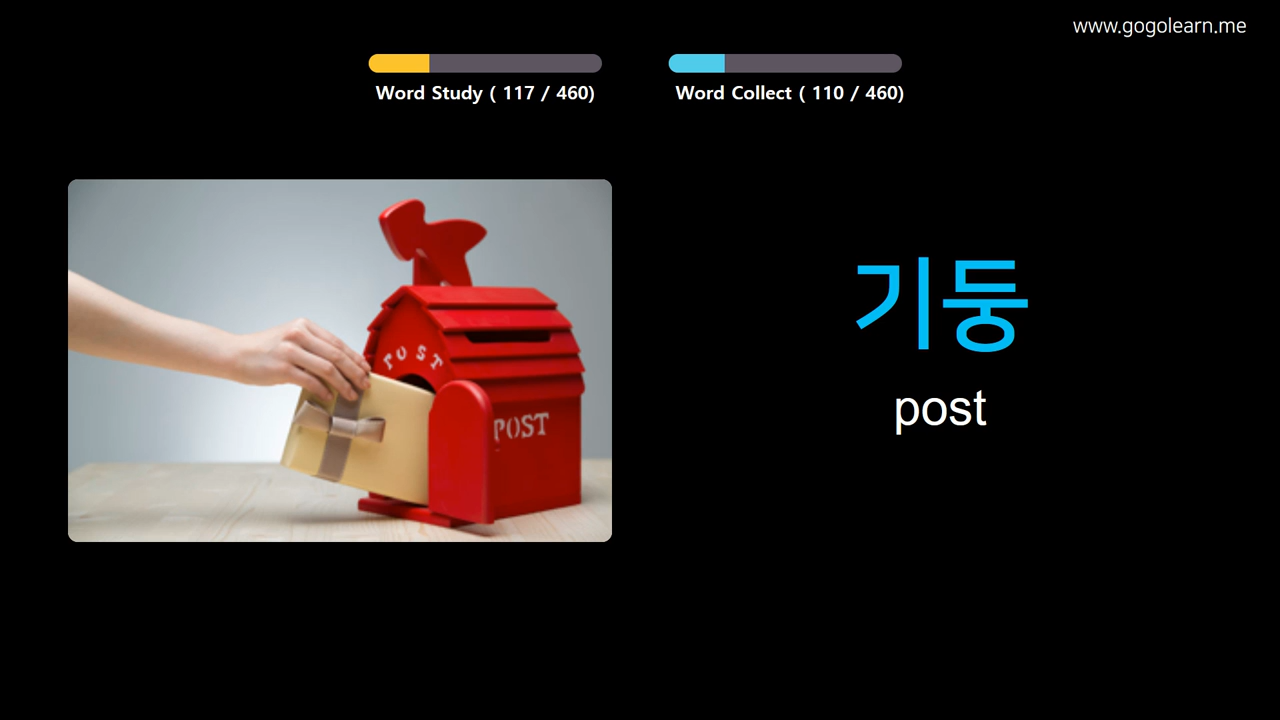 www.gogolearn.me
Word Study ( 117 / 460)
Word Collect ( 110 / 460)
POST
POST
기둥
post